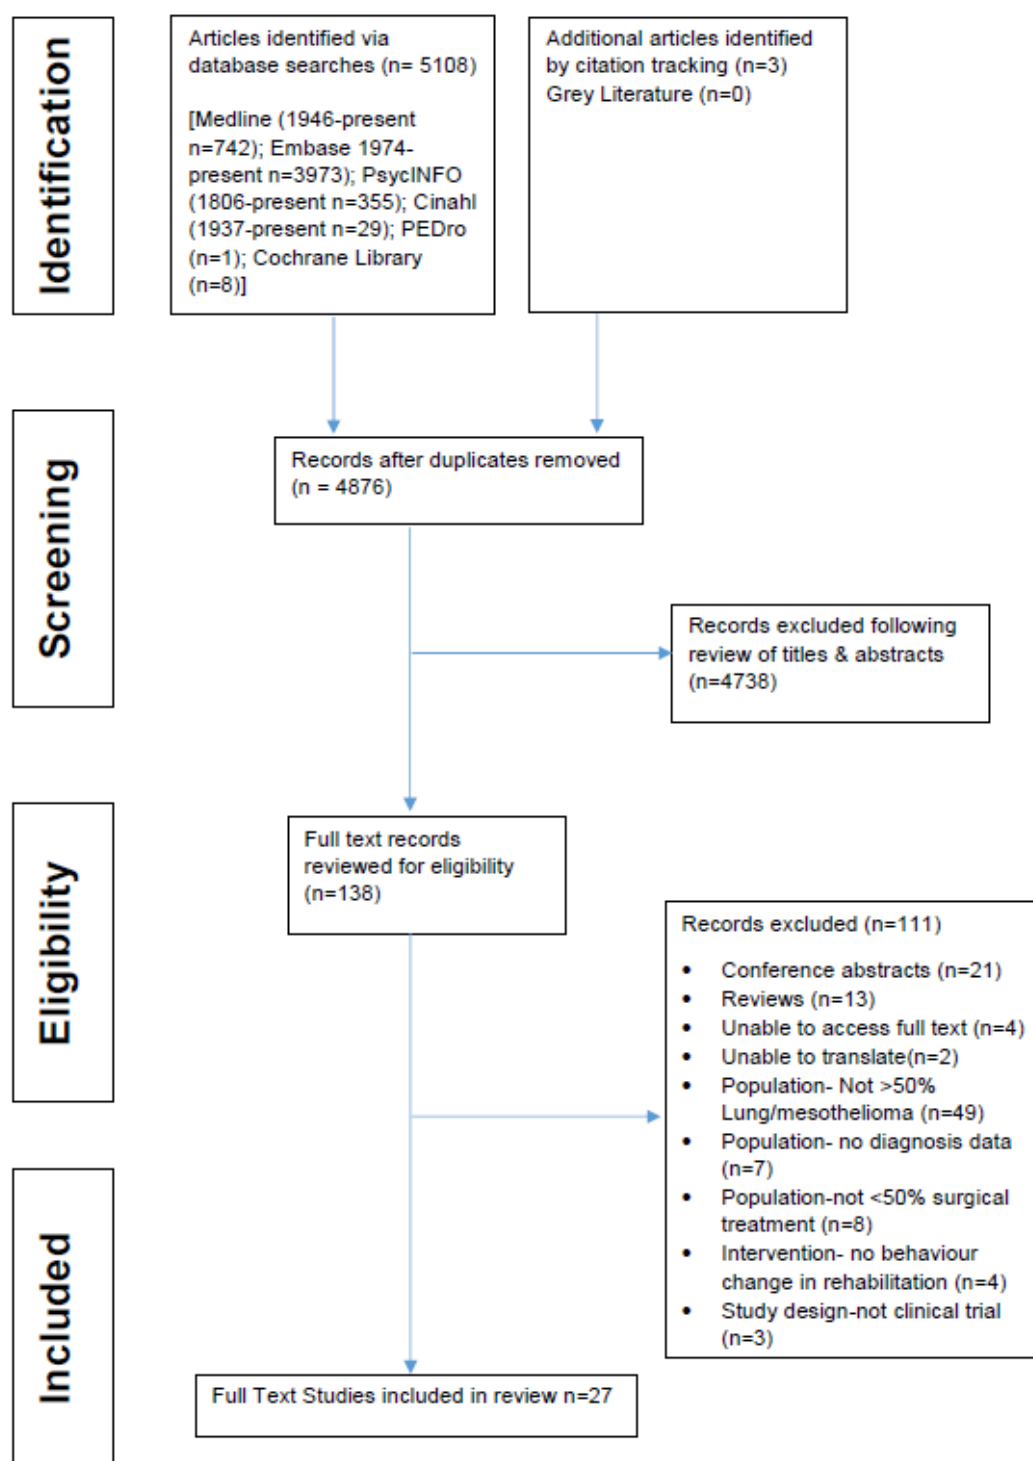 Identification
Articles identified via
database searches (n= 5108)
[Medline (1946-present
n=742); Embase 1974-
present n=3973); PsycINFO
(1806-present n=355); Cinahl
(1937-present n=29); PEDro
(n=1); Cochrane Library
(n=8)]
Additional articles identified
by citation tracking (n=3)
Grey Literature (n=0)
Screening
Records after duplicates removed
(n = 4876)
Records excluded following
review of titles & abstracts
(n=4738)
Eligibility
Full text records
reviewed for eligibility
(n=138)
Records excluded (n=111)
• Conference abstracts (n=21)
• Reviews (n=13)
• Unable to access full text (n=4)
• Unable to translate(n=2)
• Population- Not >50%
Lung/mesothelioma (n=49)
• Population- no diagnosis data
(n=7)
• Population-not <50% surgical
treatment (n=8)
• Intervention- no behaviour
change in rehabilitation (n=4)
• Study design-not clinical trial
(n=3)
Included
Full Text Studies included in review n=27